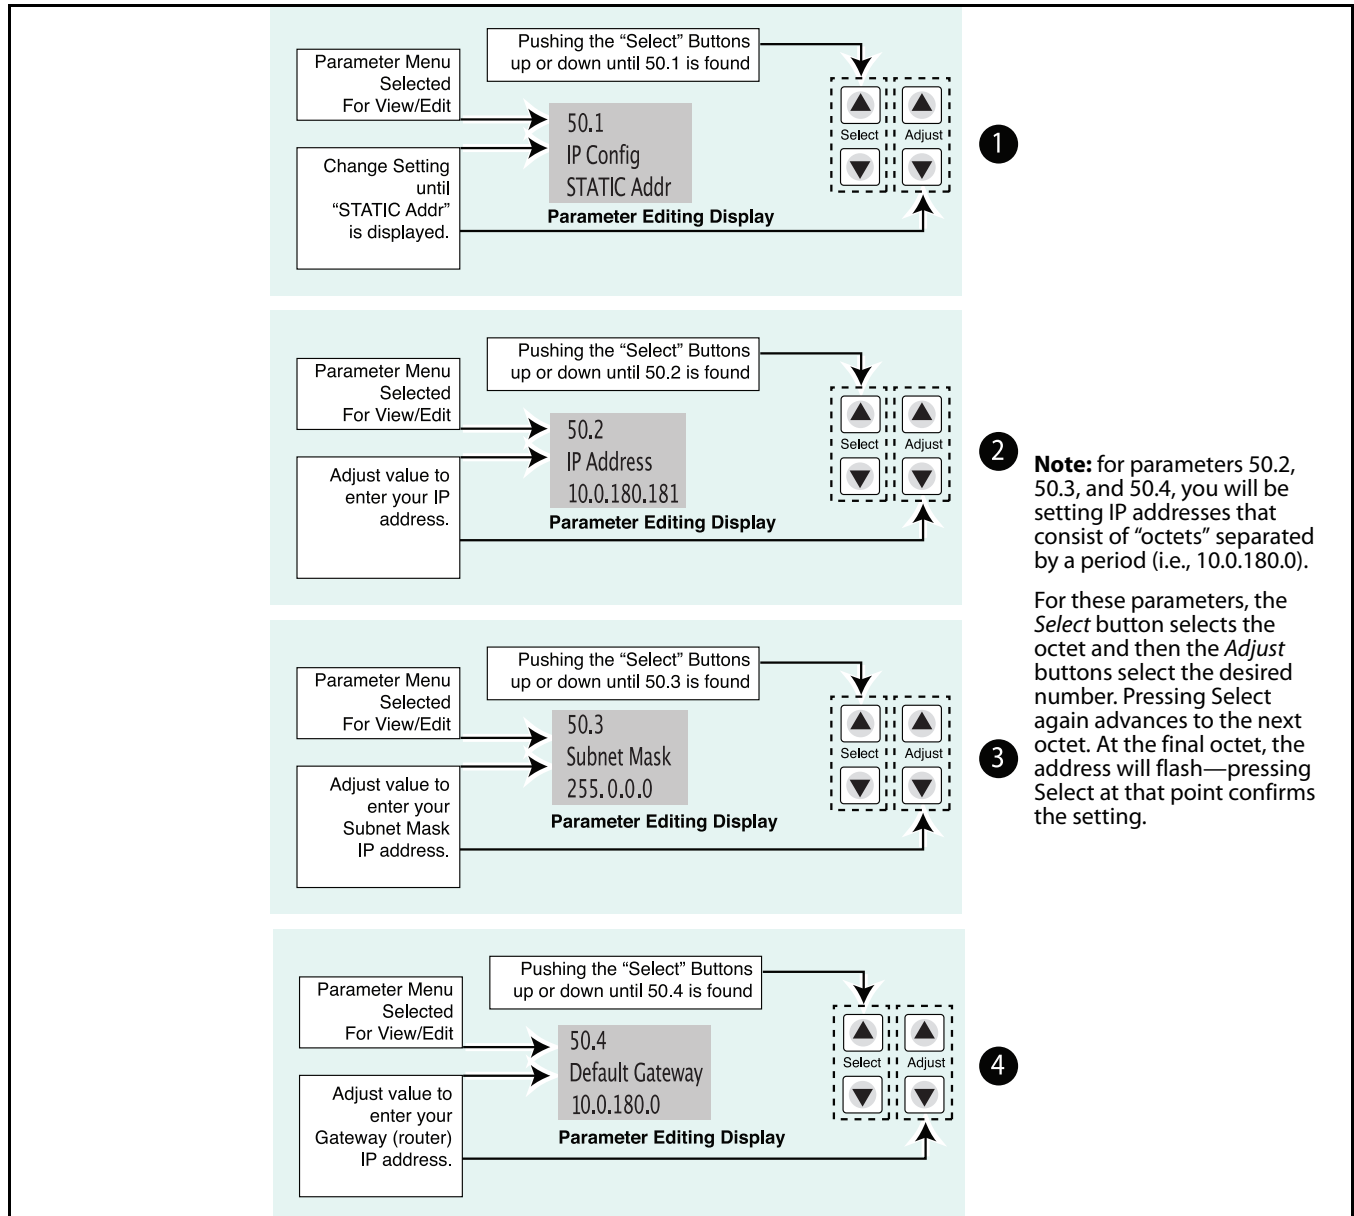 Pushing the “Select” Buttons
up or down until 50.1 is found
Parameter Menu
Selected
For View/Edit
50.1
IP Config
STATIC Addr
Parameter Editing Display
Change Setting
until
“STATIC Addr”
is displayed.
Select
Adjust
1
Pushing the “Select” Buttons
up or down until 50.2 is found
Parameter Menu
Selected
For View/Edit
50.2
IP Address
10.0.180.181
Parameter Editing Display
Adjust value to
enter your IP
address.
Select
Adjust
2
Note: for parameters 50.2,
50.3, and 50.4, you will be
setting IP addresses that
consist of “octets” separated
by a period (i.e., 10.0.180.0).
For these parameters, the
Select button selects the
octet and then the Adjust
buttons select the desired
number. Pressing Select
again advances to the next
octet. At the final octet, the
address will flash—pressing
Select at that point confirms
the setting.
Pushing the “Select” Buttons
up or down until 50.3 is found
Parameter Menu
Selected
For View/Edit
50.3
Subnet Mask
255.0.0.0
Parameter Editing Display
Adjust value to
enter your
Subnet Mask
IP address.
Select
Adjust
3
Pushing the “Select” Buttons
up or down until 50.4 is found
Parameter Menu
Selected
For View/Edit
50.4
Default Gateway
10.0.180.0
Parameter Editing Display
Adjust value to
enter your
Gateway (router)
IP address.
Select
Adjust
4